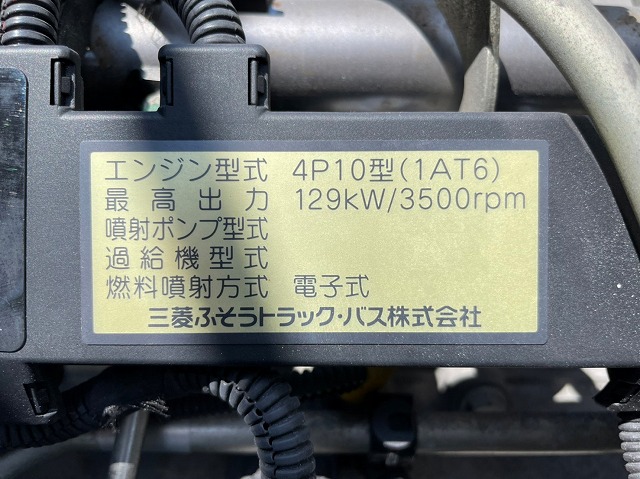 エンジン型式 4P10型(1AT6)
最高出力 129kW/3500rpm
噴射ポンプ型式
過給機型式
燃料噴射方式 電子式
三菱ふそうトラック・バス株式会社